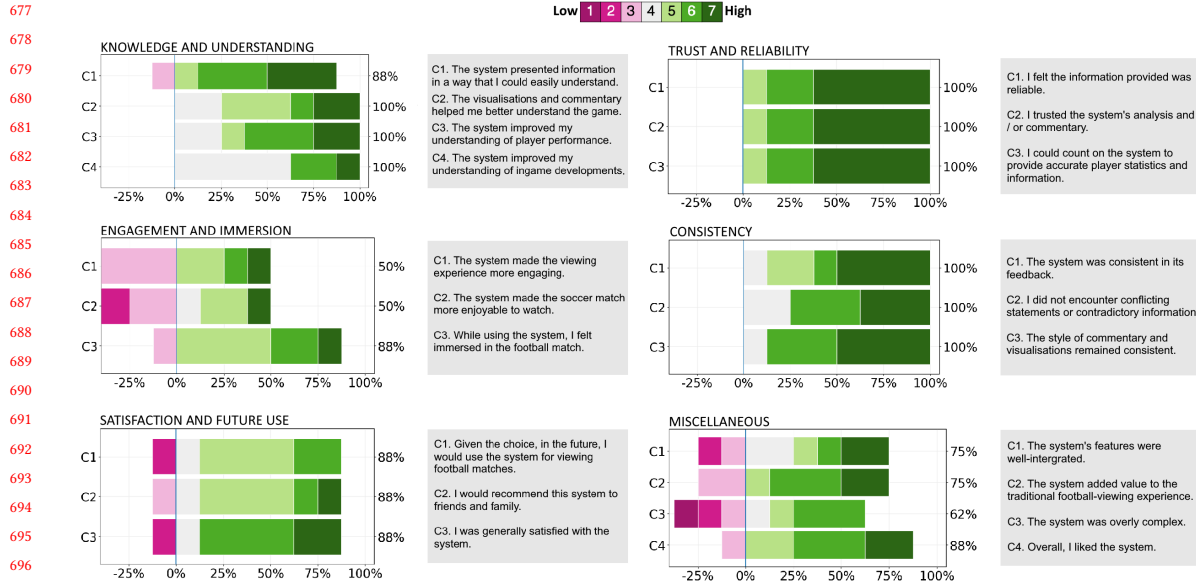 677
678
679
680
681
682
683
684
685
686
687
688
689
690
691
692
693
694
695
696
Low 1 2 3 4 5 6 7 High
KNOWLEDGE AND UNDERSTANDING
C1 88%
C2 100%
C3 100%
C4 100%
-25% 0% 25% 50% 75% 100%
C1. The system presented information
in a way that I could easily understand.
C2. The visualisations and commentary
helped me better understand the game.
C3. The system improved my
understanding of player performance.
C4. The system improved my
understanding of ingame developments.
TRUST AND RELIABILITY
C1 100%
C2 100%
C3 100%
-25% 0% 25% 50% 75% 100%
C1. I felt the information provided was
reliable.
C2. I trusted the system's analysis and
/ or commentary.
C3. I could count on the system to
provide accurate player statistics and
information.
ENGAGEMENT AND IMMERSION
C1 50%
C2 50%
C3 88%
-25% 0% 25% 50% 75% 100%
C1. The system made the viewing
experience more engaging.
C2. The system made the soccer match
more enjoyable to watch.
C3. While using the system, I felt
immersed in the football match.
CONSISTENCY
C1 100%
C2 100%
C3 100%
-25% 0% 25% 50% 75% 100%
C1. The system was consistent in its
feedback.
C2. I did not encounter conflicting
statements or contradictory information
C3. The style of commentary and
visualisations remained consistent.
SATISFACTION AND FUTURE USE
C1 88%
C2 88%
C3 88%
-25% 0% 25% 50% 75% 100%
C1. Given the choice, in the future, I
would use the system for viewing
football matches.
C2. I would recommend this system to
friends and family.
C3. I was generally satisfied with the
system.
MISCELLANEOUS
C1 75%
C2 75%
C3 62%
C4 88%
-25% 0% 25% 50% 75% 100%
C1. The system's features were
well-intergrated.
C2. The system added value to the
traditional football-viewing experience.
C3. The system was overly complex.
C4. Overall, I liked the system.